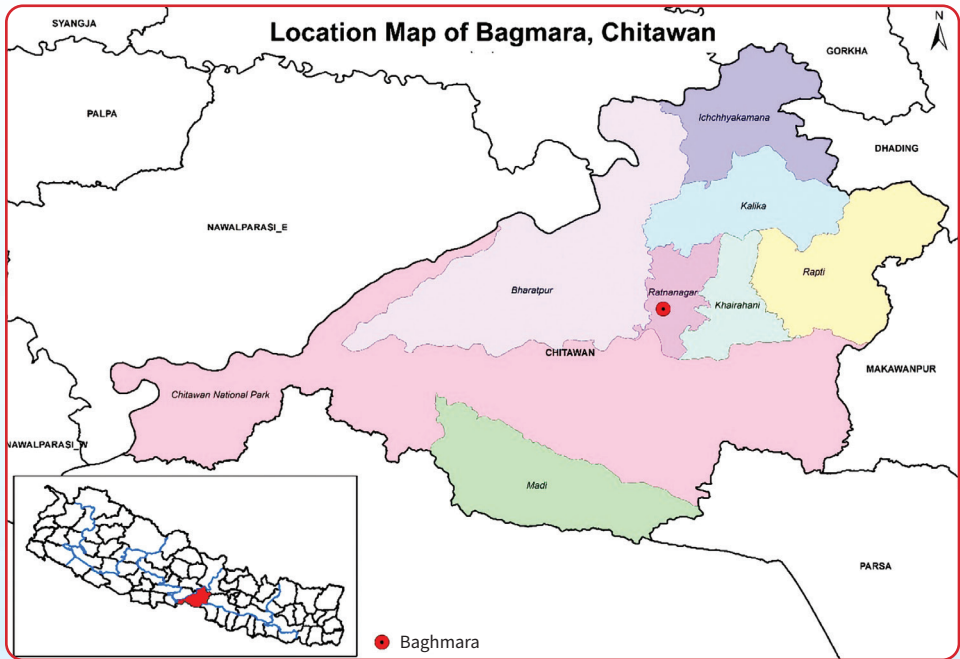 Location Map of Bagmara, Chitawan
N
SYANGJA
GORKHA
PALPA
Ichchhyakamana
DHADING
Kalika
NAWALPARASI_E
Rapti
Bharatpur
Ratnanagar
Khairahani
CHITAWAN
MAKAWANPUR
Chitawan National Park
NAWALPARASI_W
Madi
PARSA
Baghmara